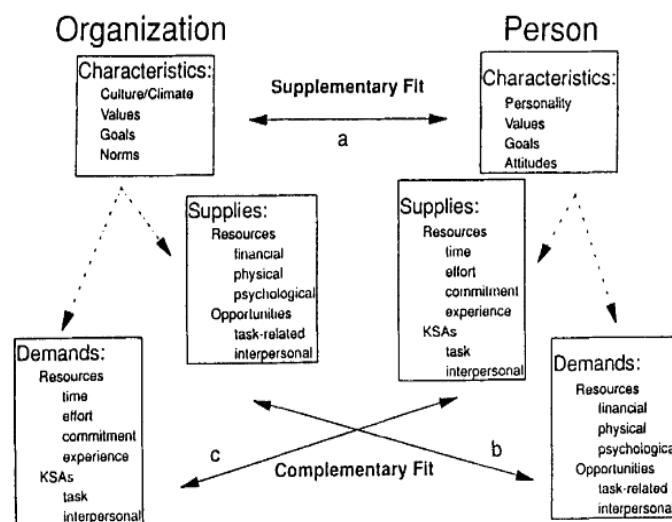 Organization
Person
Characteristics:
Culture/Climate
Values
Goals
Norms
Supplementary Fit
a
Characteristics:
Personality
Values
Goals
Attitudes
Supplies:
Resources
financial
physical
psychological
Opportunities
task-related
interpersonal
Supplies:
Resources
time
effort
commitment
experience
KSAs
task
interpersonal
Demands:
Resources
time
effort
commitment
experience
KSAs
task
interpersonal
c
b
Complementary Fit
Demands:
Resources
financial
physical
psychological
Opportunities
task-related
interpersonal